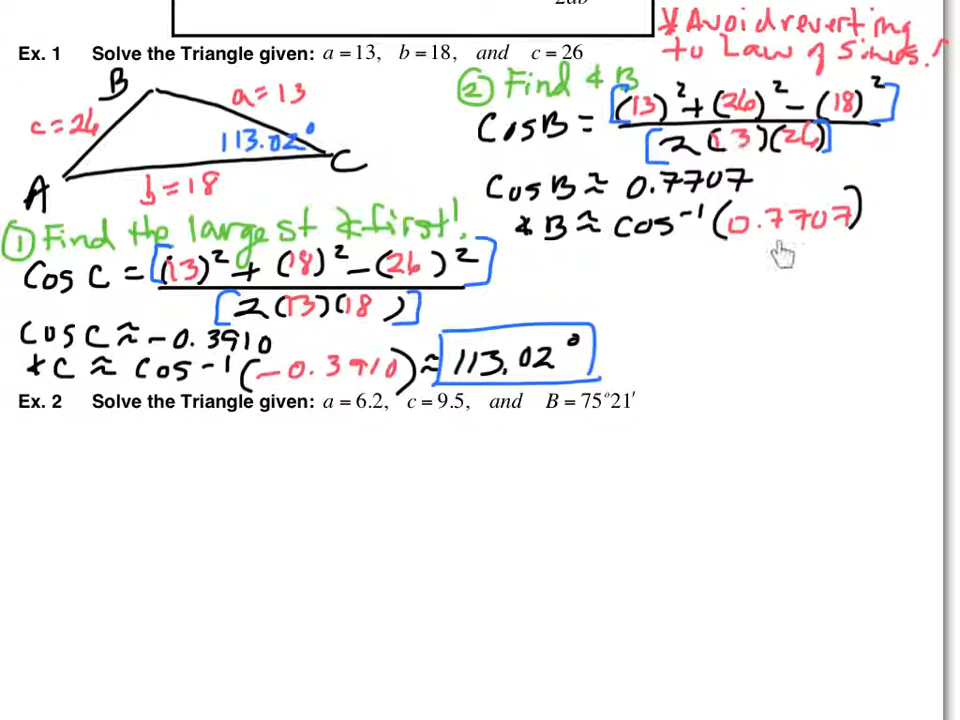 2ab
* Avoid reverting
to Law of Sines!
Ex. 1 Solve the Triangle given: a = 13, b = 18, and c = 26
B
a = 13
c = 26
113.02°
C
A
b = 18
① Find the largest ∡ first!
Cos C = [(13)² + (18)² − (26)²]
[2(13)(18)]
Cos C ≈ −0.3910
∡C ≈ cos⁻¹(−0.3910) ≈ 113.02°
② Find ∡ B
Cos B = [(13)² + (26)² − (18)²]
[2(13)(26)]
Cos B ≈ 0.7707
∡ B ≈ cos⁻¹(0.7707)
Ex. 2 Solve the Triangle given: a = 6.2, c = 9.5, and B = 75°21′